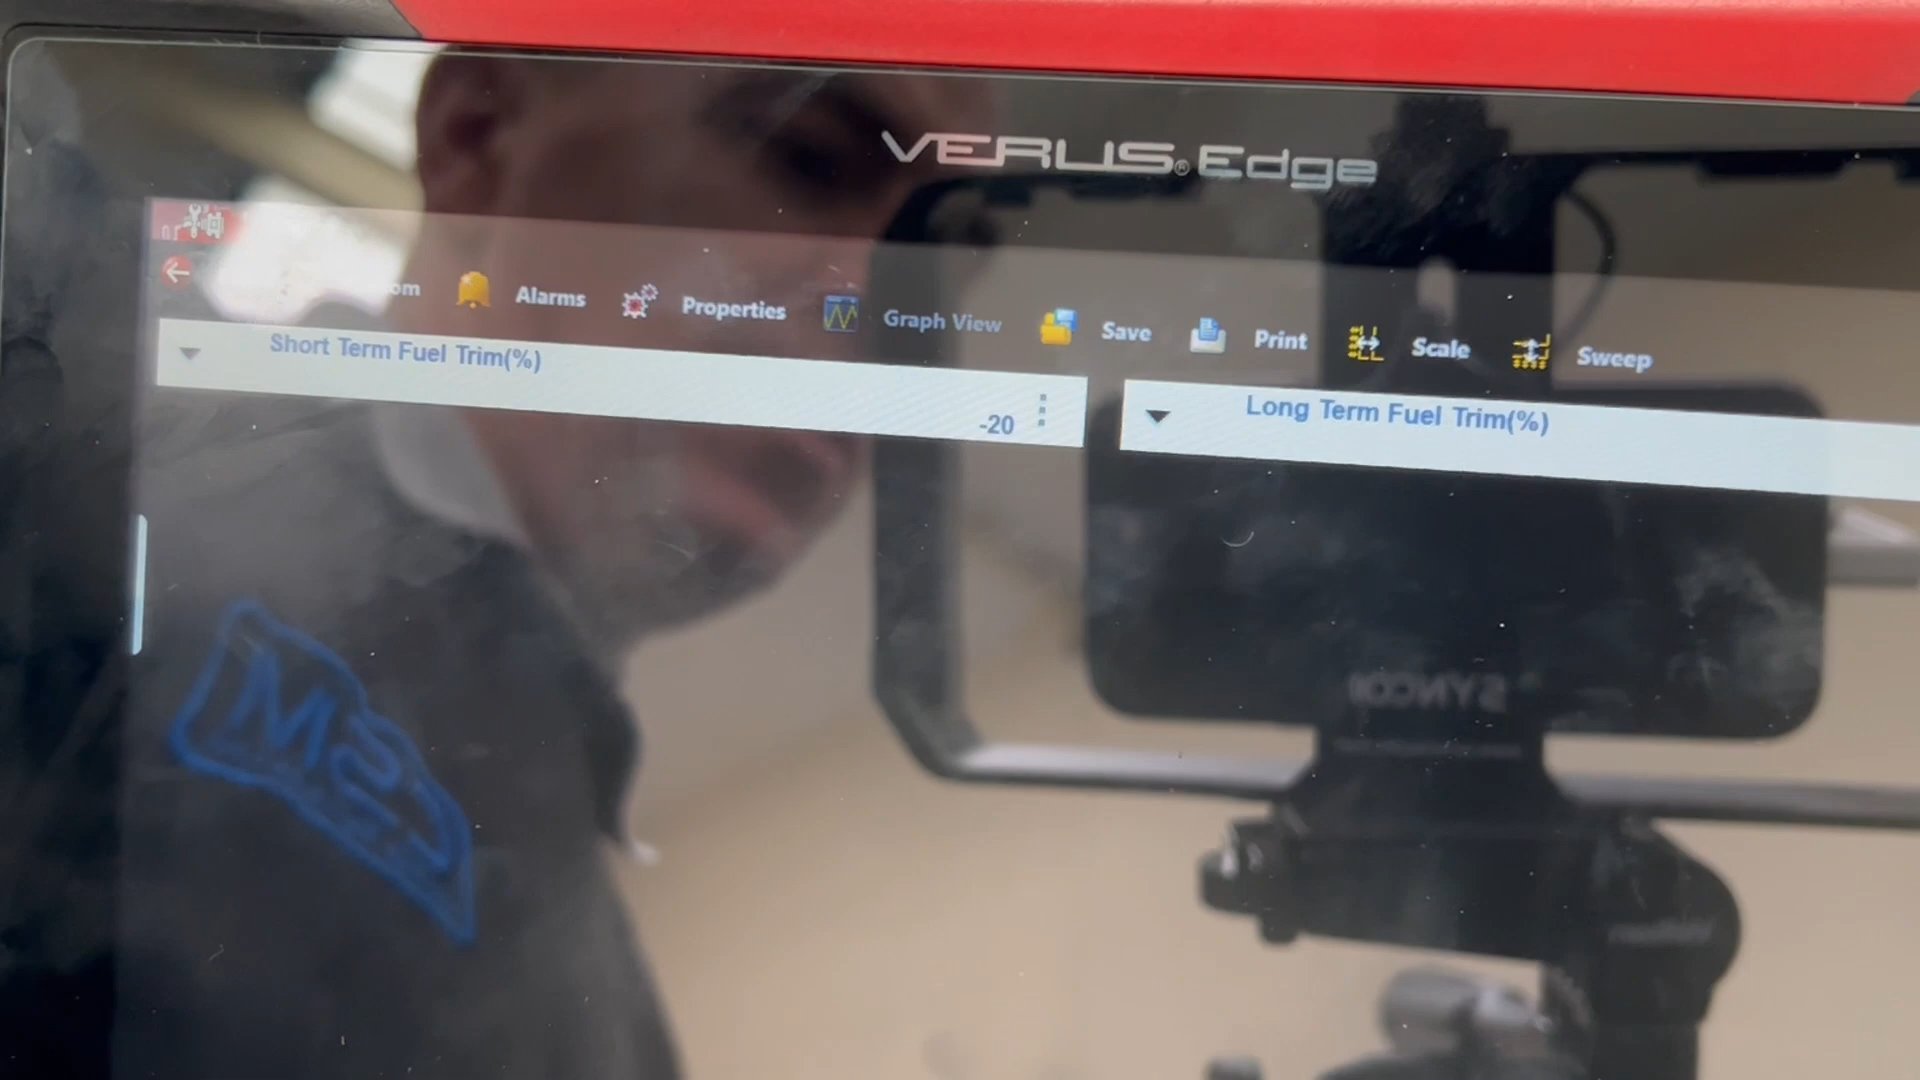 VERUS® Edge
om Alarms Properties Graph View Save Print Scale Sweep
Short Term Fuel Trim(%)
-20
Long Term Fuel Trim(%)